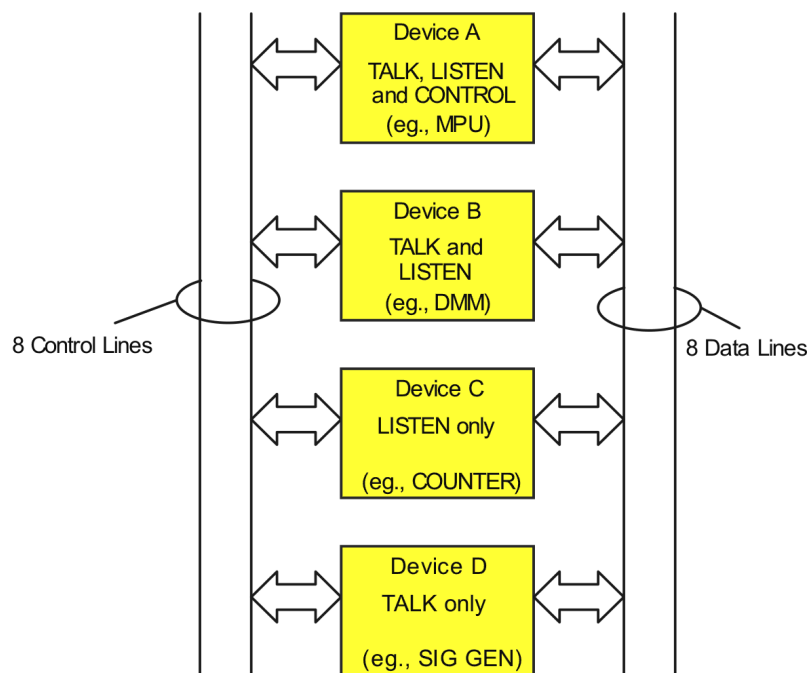 Device A
TALK, LISTEN
and CONTROL
(eg., MPU)
Device B
TALK and
LISTEN
(eg., DMM)
8 Control Lines
8 Data Lines
Device C
LISTEN only
(eg., COUNTER)
Device D
TALK only
(eg., SIG GEN)